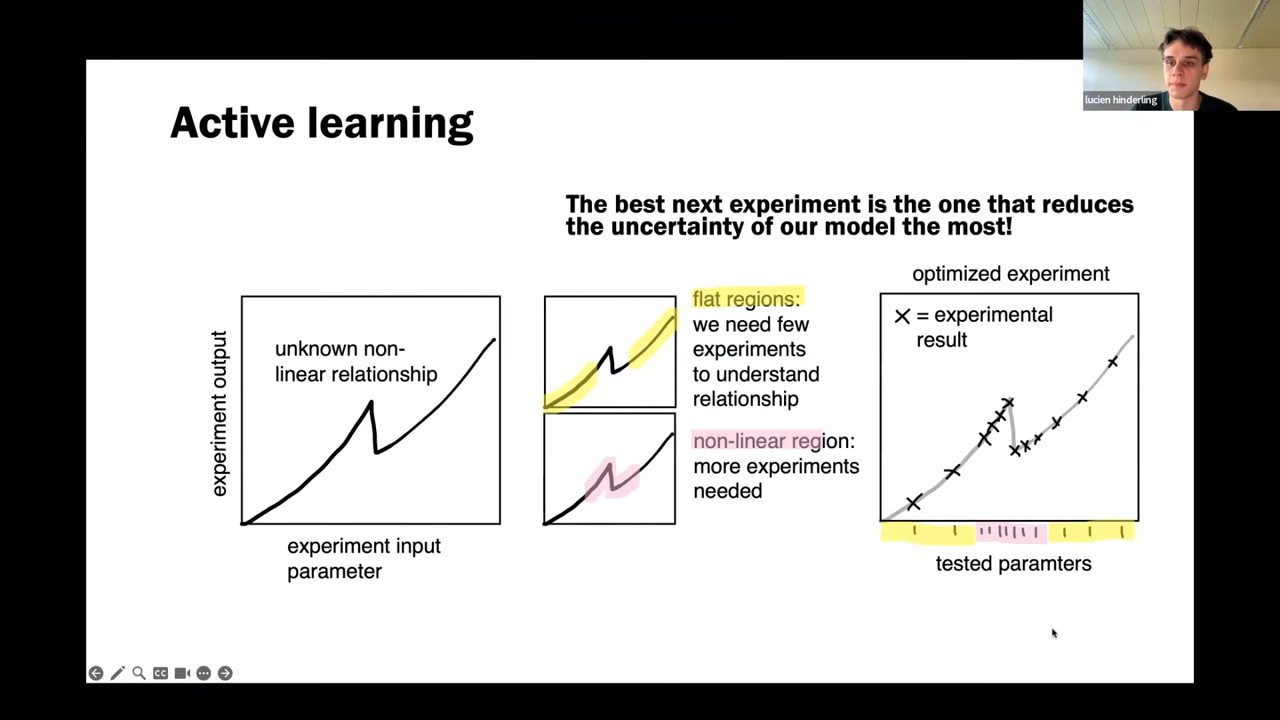 lucien hinderling
Active learning
The best next experiment is the one that reduces
the uncertainty of our model the most!
experiment output
unknown non-
linear relationship
experiment input
parameter
flat regions:
we need few
experiments
to understand
relationship
non-linear region:
more experiments
needed
optimized experiment
× = experimental
result
tested paramters
CC